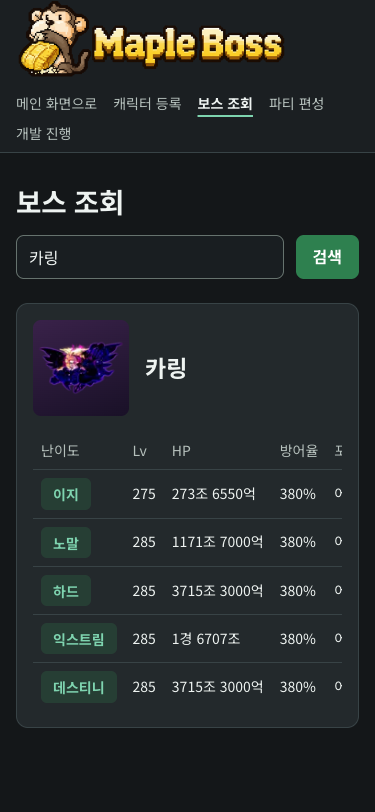 Maple Boss
메인 화면으로 캐릭터 등록 보스 조회 파티 편성
개발 진행
보스 조회
카링 검색
카링
난이도 Lv HP 방어율
이지 275 273조 6550억 380%
노말 285 1171조 7000억 380%
하드 285 3715조 3000억 380%
익스트림 285 1경 6707조 380%
데스티니 285 3715조 3000억 380%